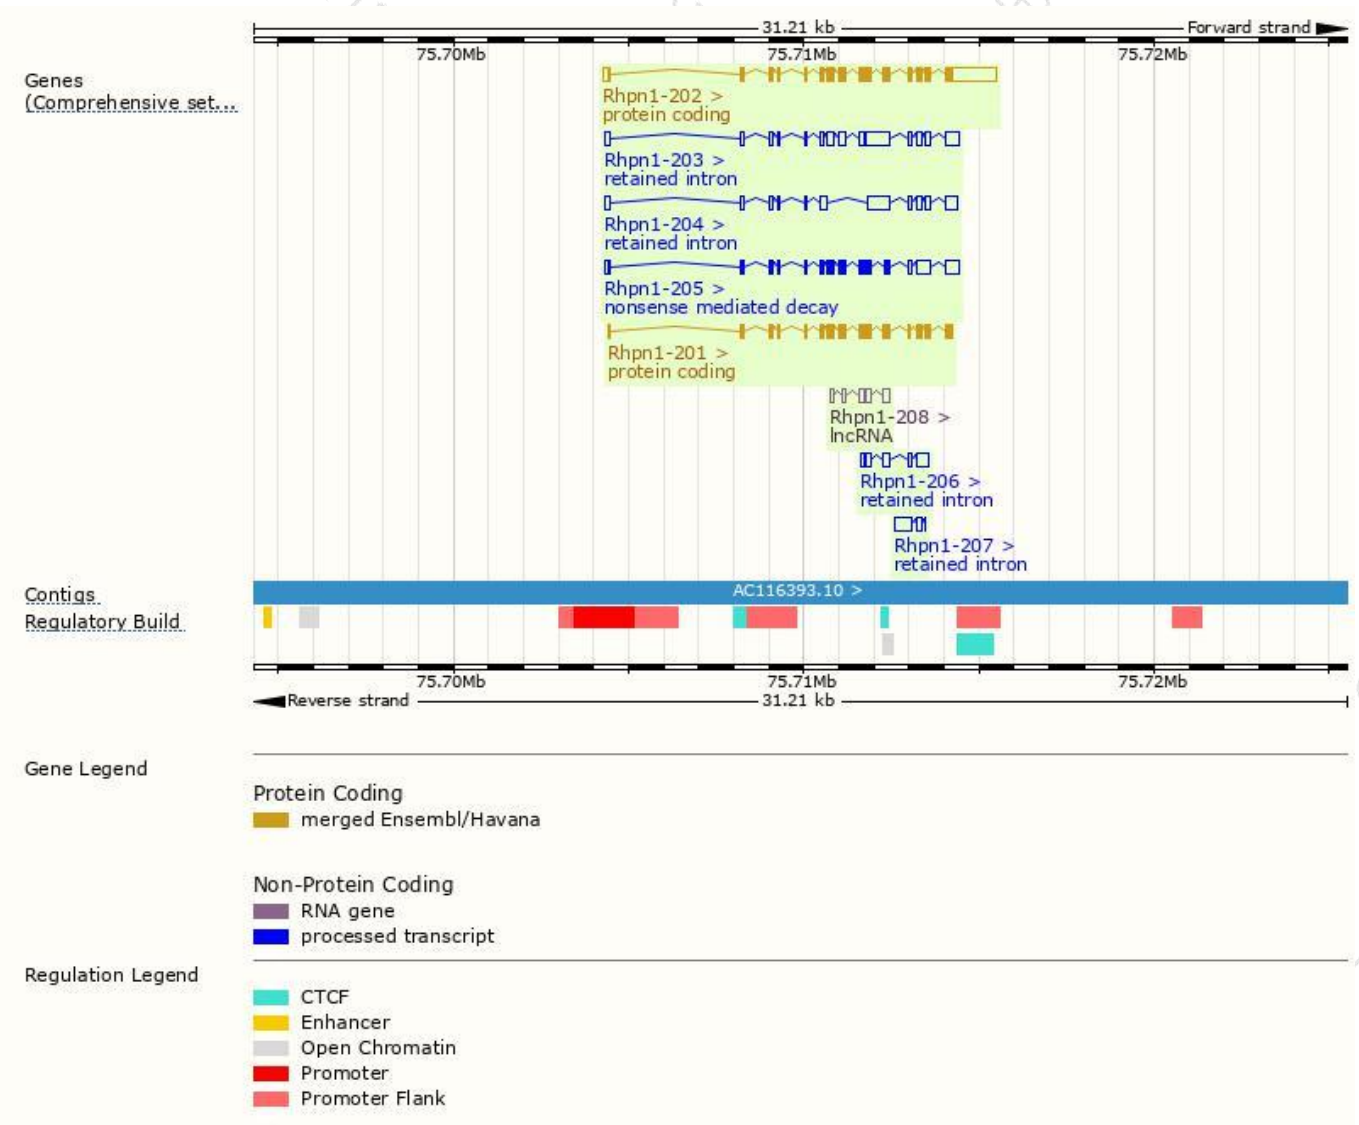 31.21 kb
Forward strand
75.70Mb 75.71Mb 75.72Mb
Genes
(Comprehensive set...
Rhpn1-202 >
protein coding
Rhpn1-203 >
retained intron
Rhpn1-204 >
retained intron
Rhpn1-205 >
nonsense mediated decay
Rhpn1-201 >
protein coding
Rhpn1-208 >
lncRNA
Rhpn1-206 >
retained intron
Rhpn1-207 >
retained intron
Contigs
AC116393.10 >
Regulatory Build
75.70Mb 75.71Mb 75.72Mb
Reverse strand
31.21 kb
Gene Legend
Protein Coding
merged Ensembl/Havana
Non-Protein Coding
RNA gene
processed transcript
Regulation Legend
CTCF
Enhancer
Open Chromatin
Promoter
Promoter Flank